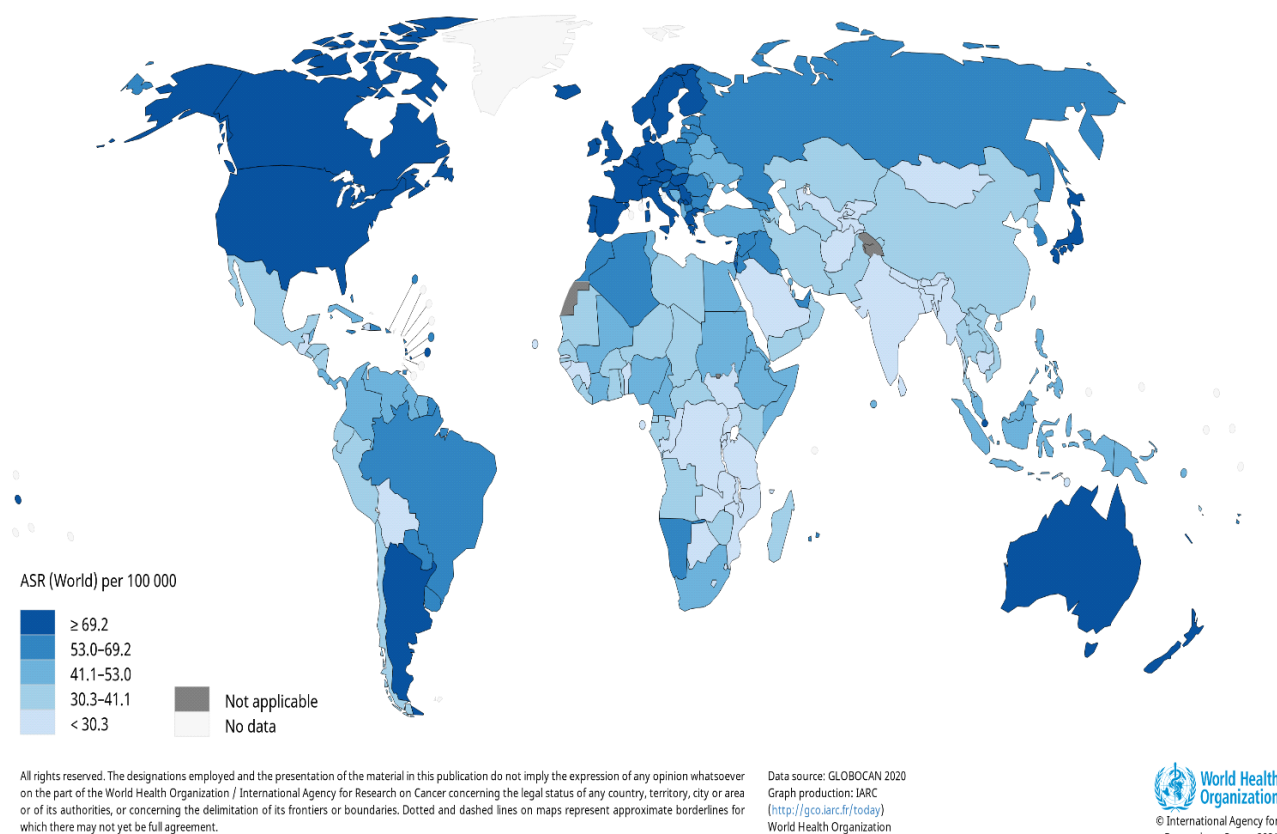 ASR (World) per 100 000
≥ 69.2
53.0–69.2
41.1–53.0
30.3–41.1
< 30.3
Not applicable
No data
All rights reserved. The designations employed and the presentation of the material in this publication do not imply the expression of any opinion whatsoever
on the part of the World Health Organization / International Agency for Research on Cancer concerning the legal status of any country, territory, city or area
or of its authorities, or concerning the delimitation of its frontiers or boundaries. Dotted and dashed lines on maps represent approximate borderlines for
which there may not yet be full agreement.
Data source: GLOBOCAN 2020
Graph production: IARC
(http://gco.iarc.fr/today)
World Health Organization
World Health
Organization
© International Agency for